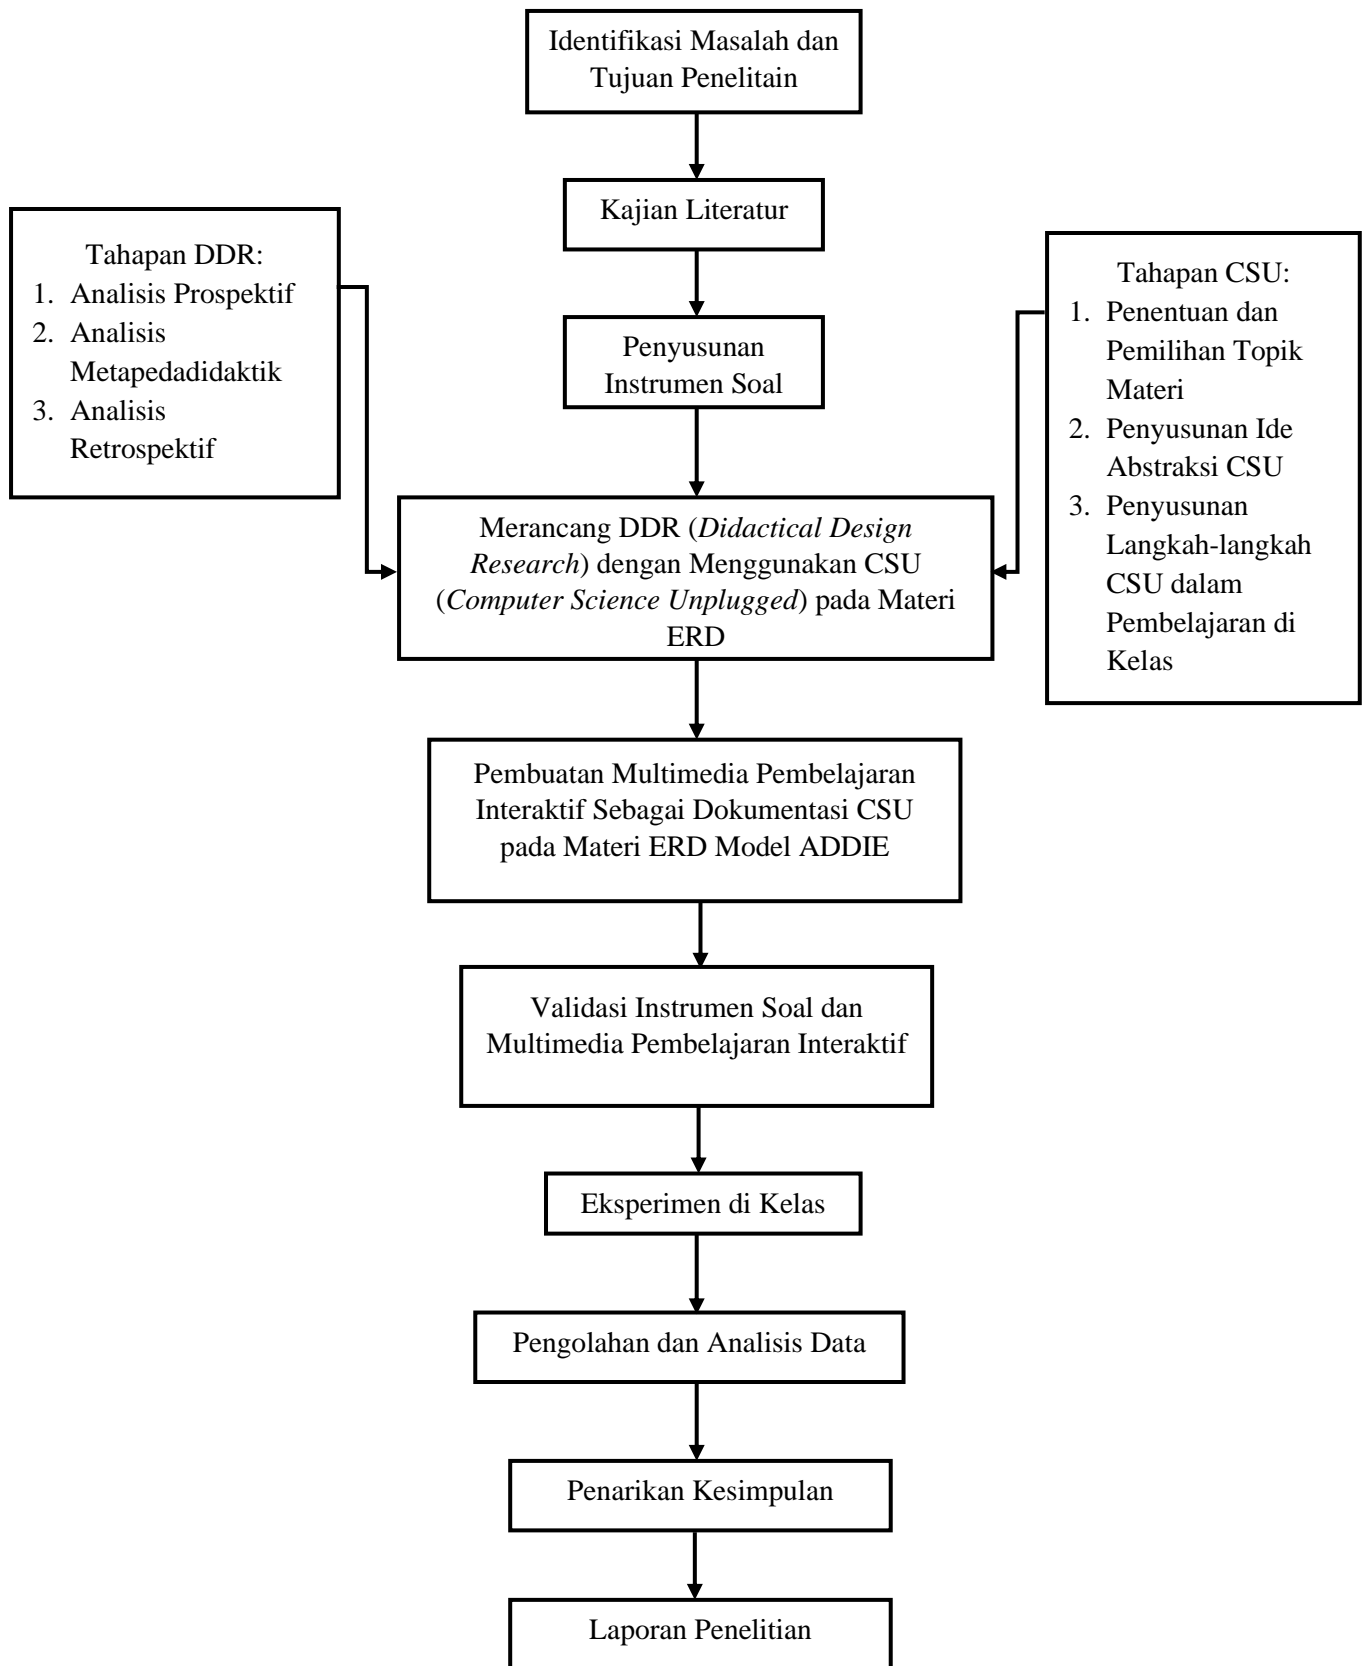 Identifikasi Masalah dan
Tujuan Penelitain
Kajian Literatur
Tahapan DDR:
1. Analisis Prospektif
2. Analisis
Metapedadidaktik
3. Analisis
Retrospektif
Tahapan CSU:
1. Penentuan dan
Pemilihan Topik
Materi
2. Penyusunan Ide
Abstraksi CSU
3. Penyusunan
Langkah-langkah
CSU dalam
Pembelajaran di
Kelas
Penyusunan
Instrumen Soal
Merancang DDR (Didactical Design
Research) dengan Menggunakan CSU
(Computer Science Unplugged) pada Materi
ERD
Pembuatan Multimedia Pembelajaran
Interaktif Sebagai Dokumentasi CSU
pada Materi ERD Model ADDIE
Validasi Instrumen Soal dan
Multimedia Pembelajaran Interaktif
Eksperimen di Kelas
Pengolahan dan Analisis Data
Penarikan Kesimpulan
Laporan Penelitian